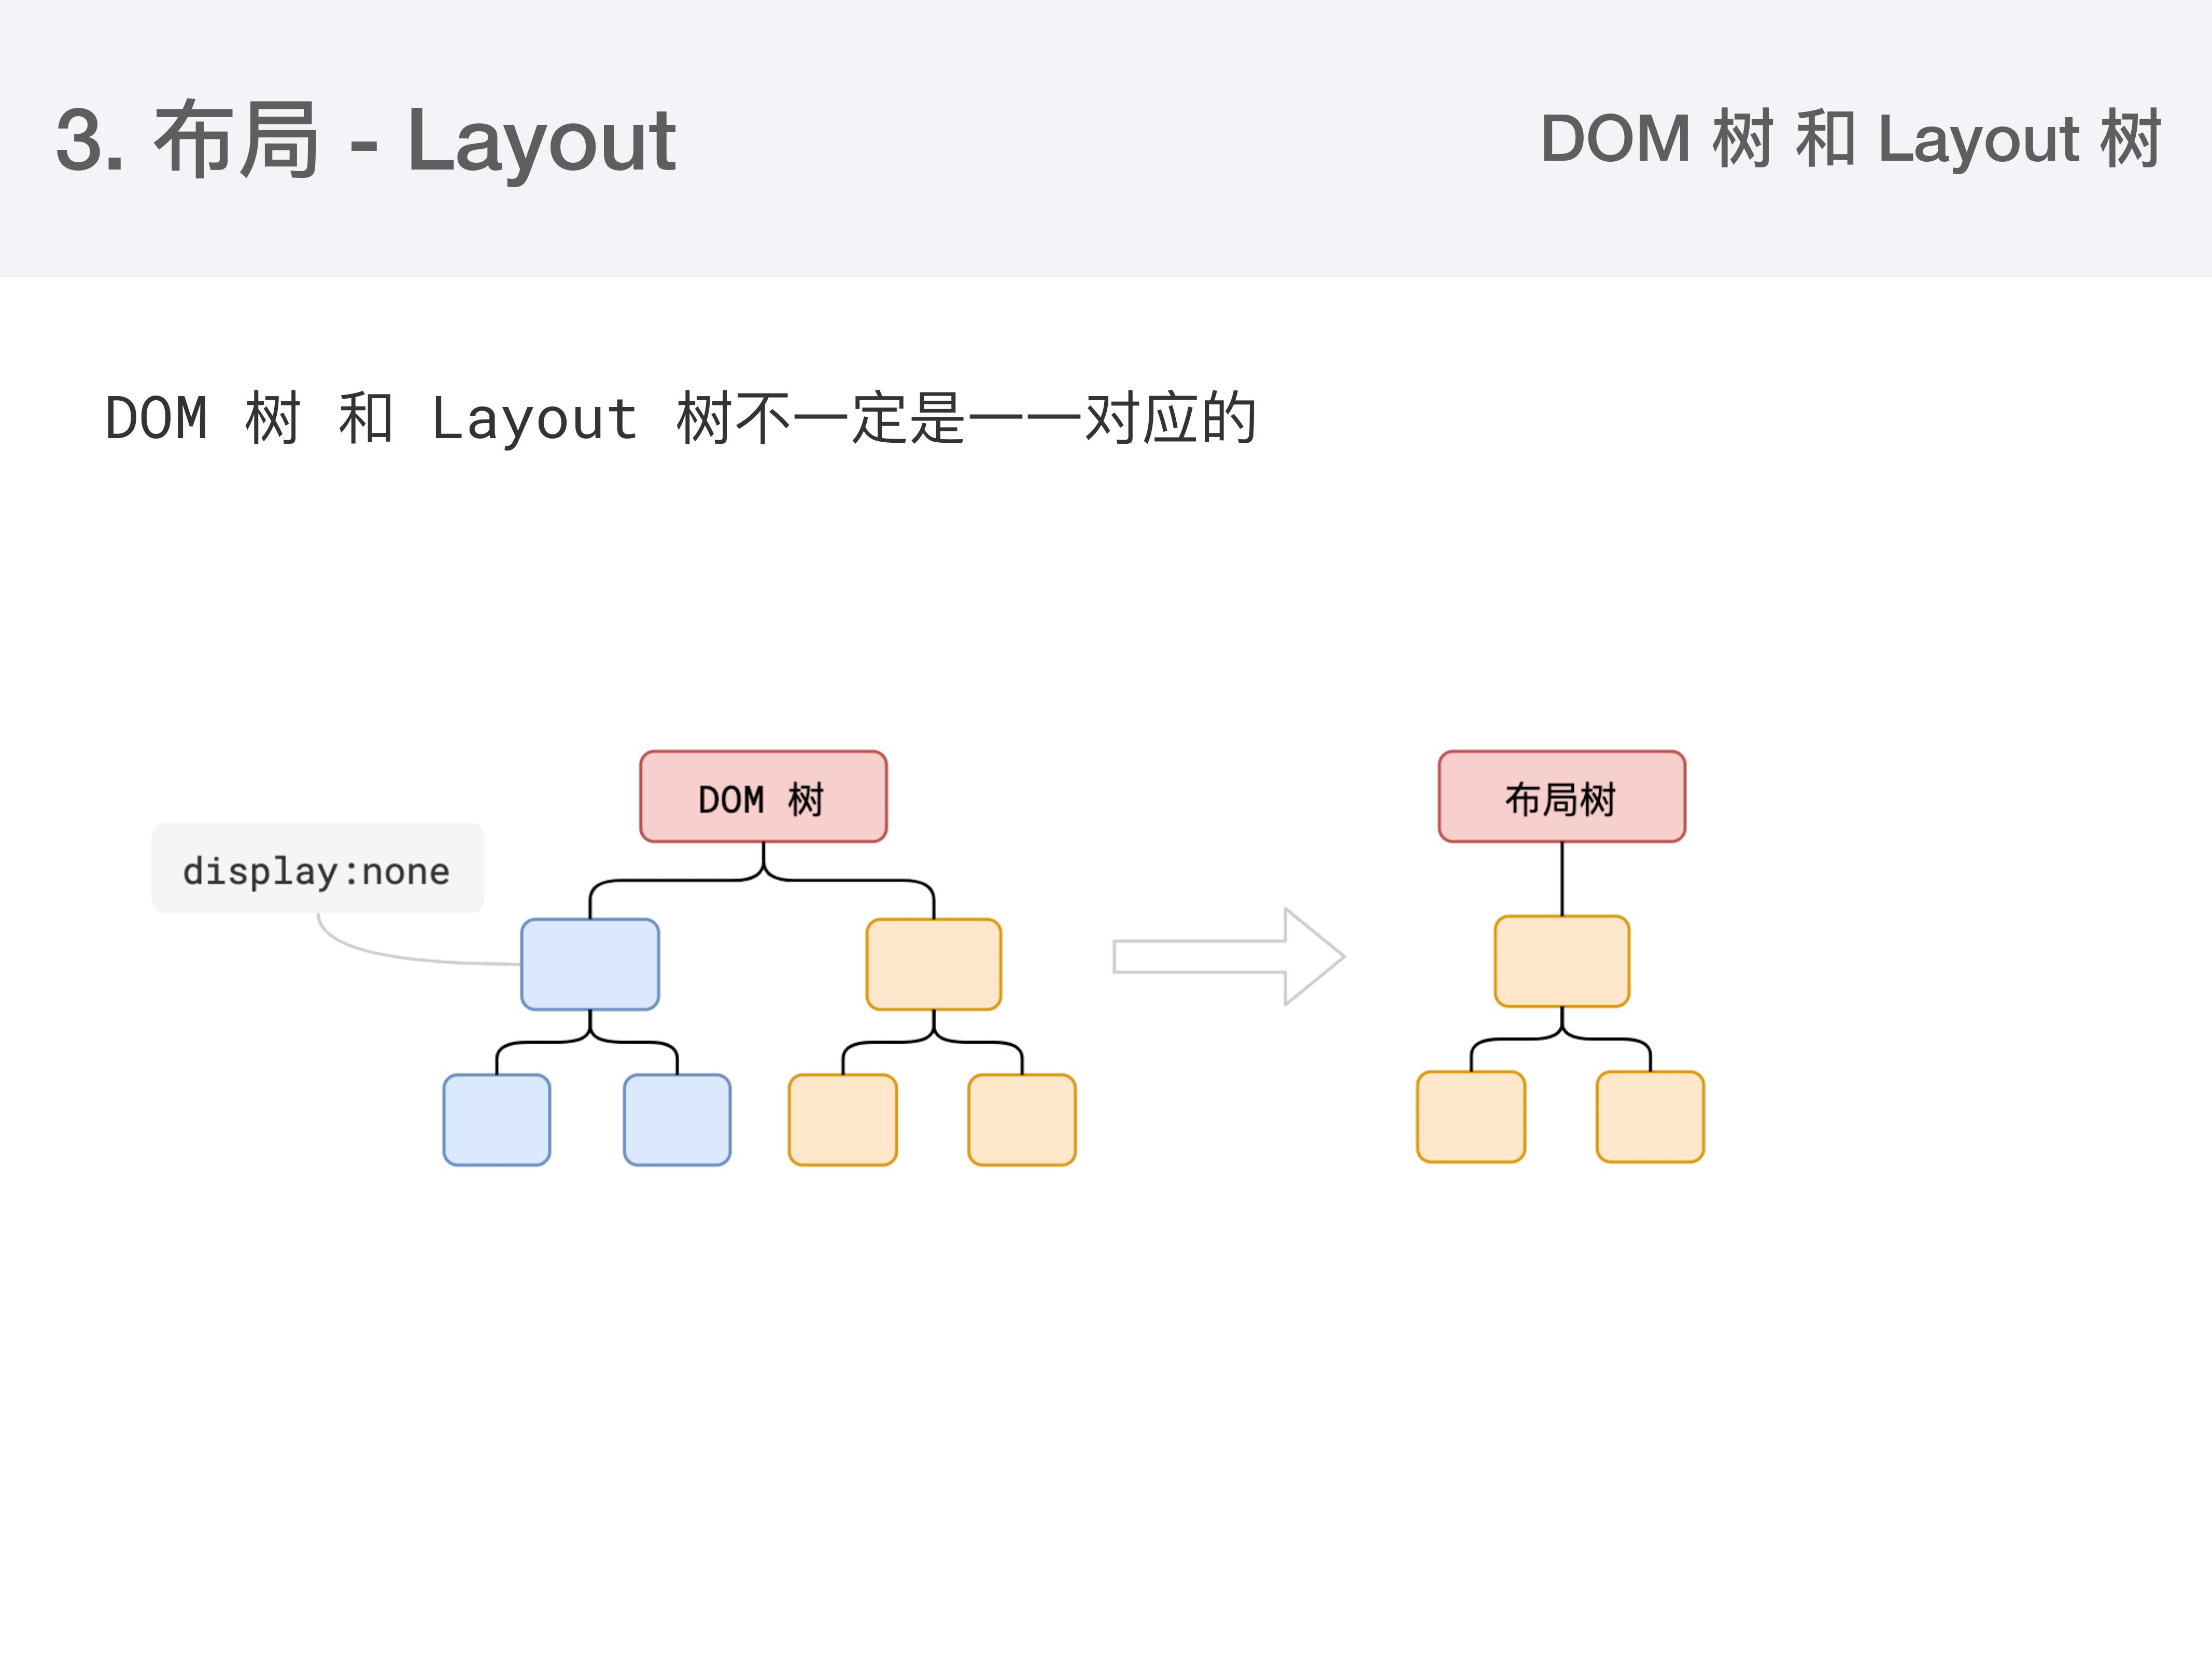 3. 布局 - Layout
DOM 树 和 Layout 树
DOM 树 和 Layout 树不一定是一一对应的
DOM 树
布局树
display:none